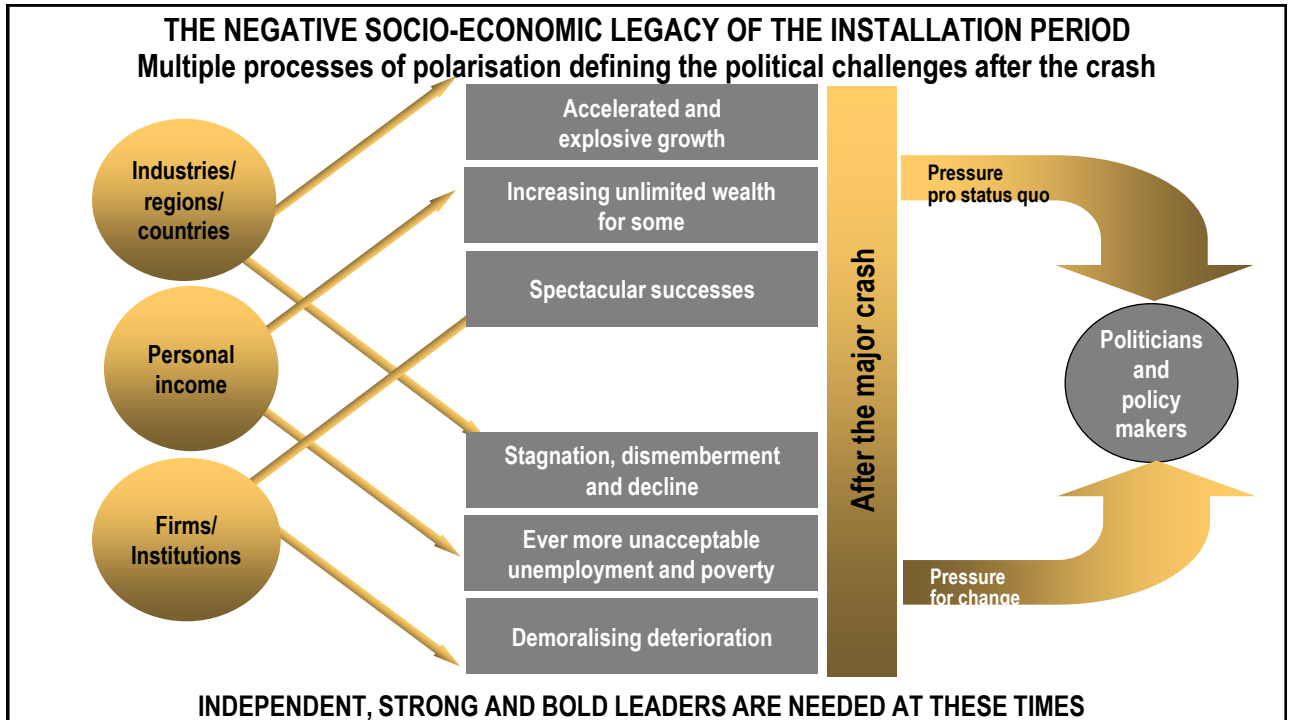 THE NEGATIVE SOCIO-ECONOMIC LEGACY OF THE INSTALLATION PERIOD
Multiple processes of polarisation defining the political challenges after the crash
Industries/
regions/
countries
Personal
income
Firms/
Institutions
Accelerated and
explosive growth
Increasing unlimited wealth
for some
Spectacular successes
Stagnation, dismemberment
and decline
Ever more unacceptable
unemployment and poverty
Demoralising deterioration
After the major crash
Pressure
pro status quo
Politicians
and
policy
makers
Pressure
for change
INDEPENDENT, STRONG AND BOLD LEADERS ARE NEEDED AT THESE TIMES